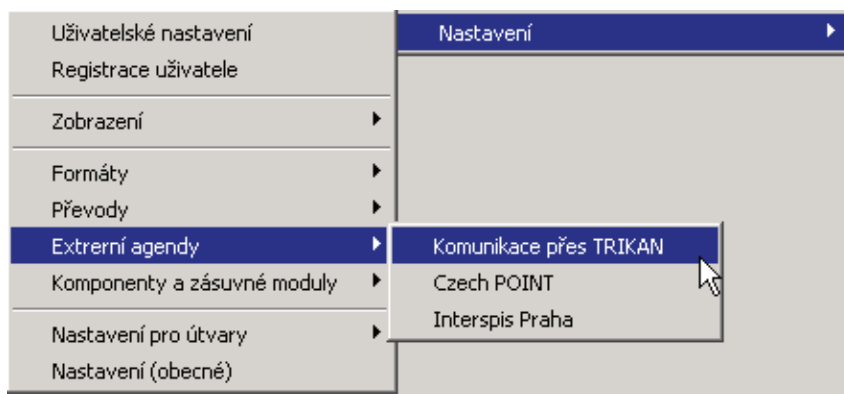 Uživatelské nastavení
Nastavení
Registrace uživatele
Zobrazení
Formáty
Převody
Extrerní agendy
Komunikace přes TRIKAN
Komponenty a zásuvné moduly
Czech POINT
Interspis Praha
Nastavení pro útvary
Nastavení (obecné)